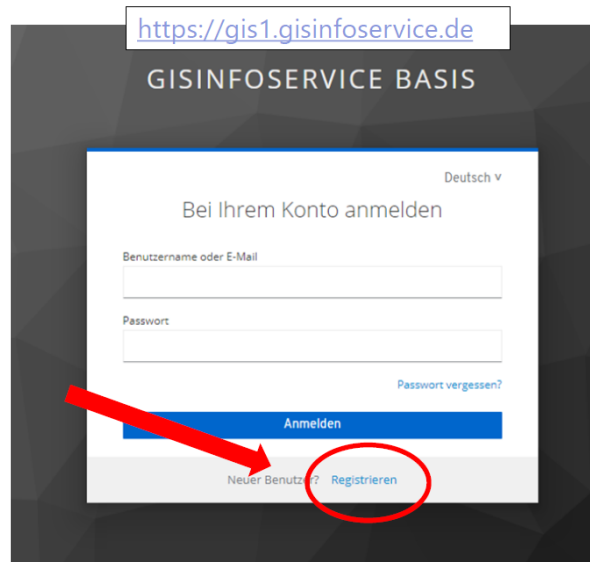 https://gis1.gisinfoservice.de
GISINFOSERVICE BASIS
Deutsch ˅
Bei Ihrem Konto anmelden
Benutzername oder E-Mail
Passwort
Passwort vergessen?
Anmelden
Neuer Benutzer? Registrieren